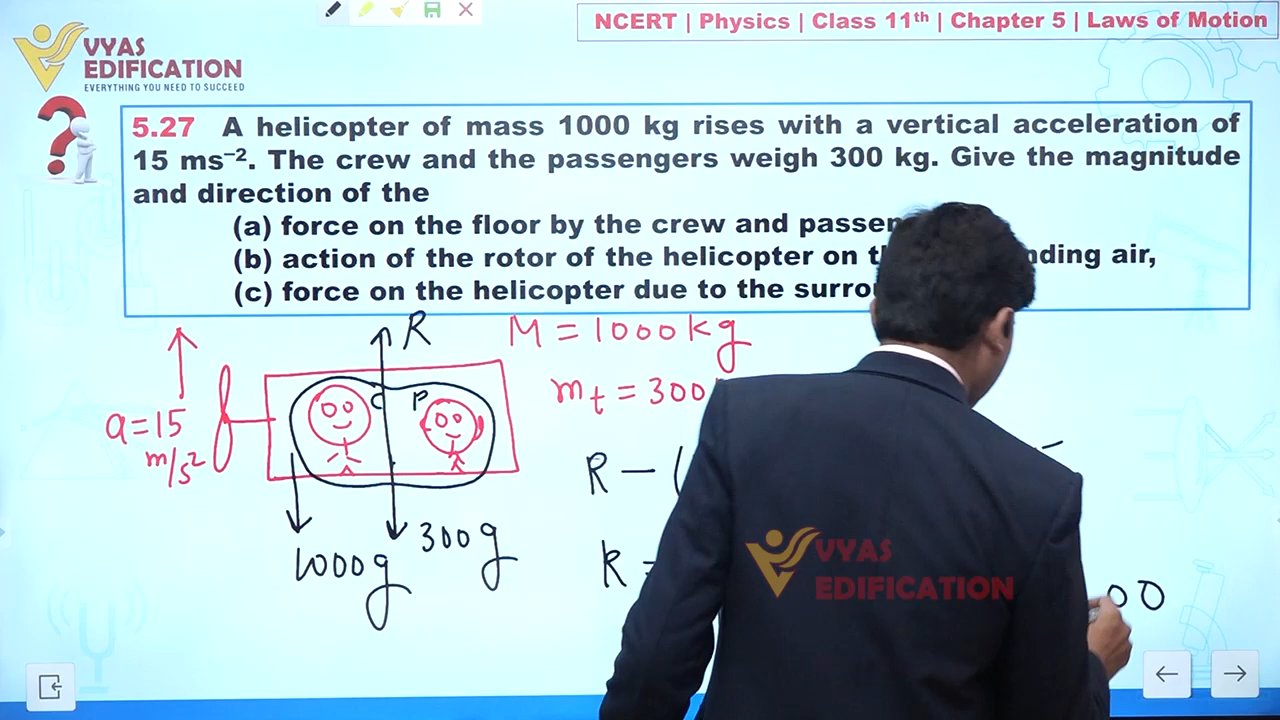 NCERT | Physics | Class 11th | Chapter 5 | Laws of Motion
VYAS
EDIFICATION
EVERYTHING YOU NEED TO SUCCEED
5.27 A helicopter of mass 1000 kg rises with a vertical acceleration of
15 ms⁻². The crew and the passengers weigh 300 kg. Give the magnitude
and direction of the
(a) force on the floor by the crew and
(b) action of the rotor of the helicopter on air,
(c) force on the helicopter due to the
R
M = 1000 kg
C P
mt = 300
a = 15
m/s²
R - (
300g
1000g
R =
00
VYAS
EDIFICATION